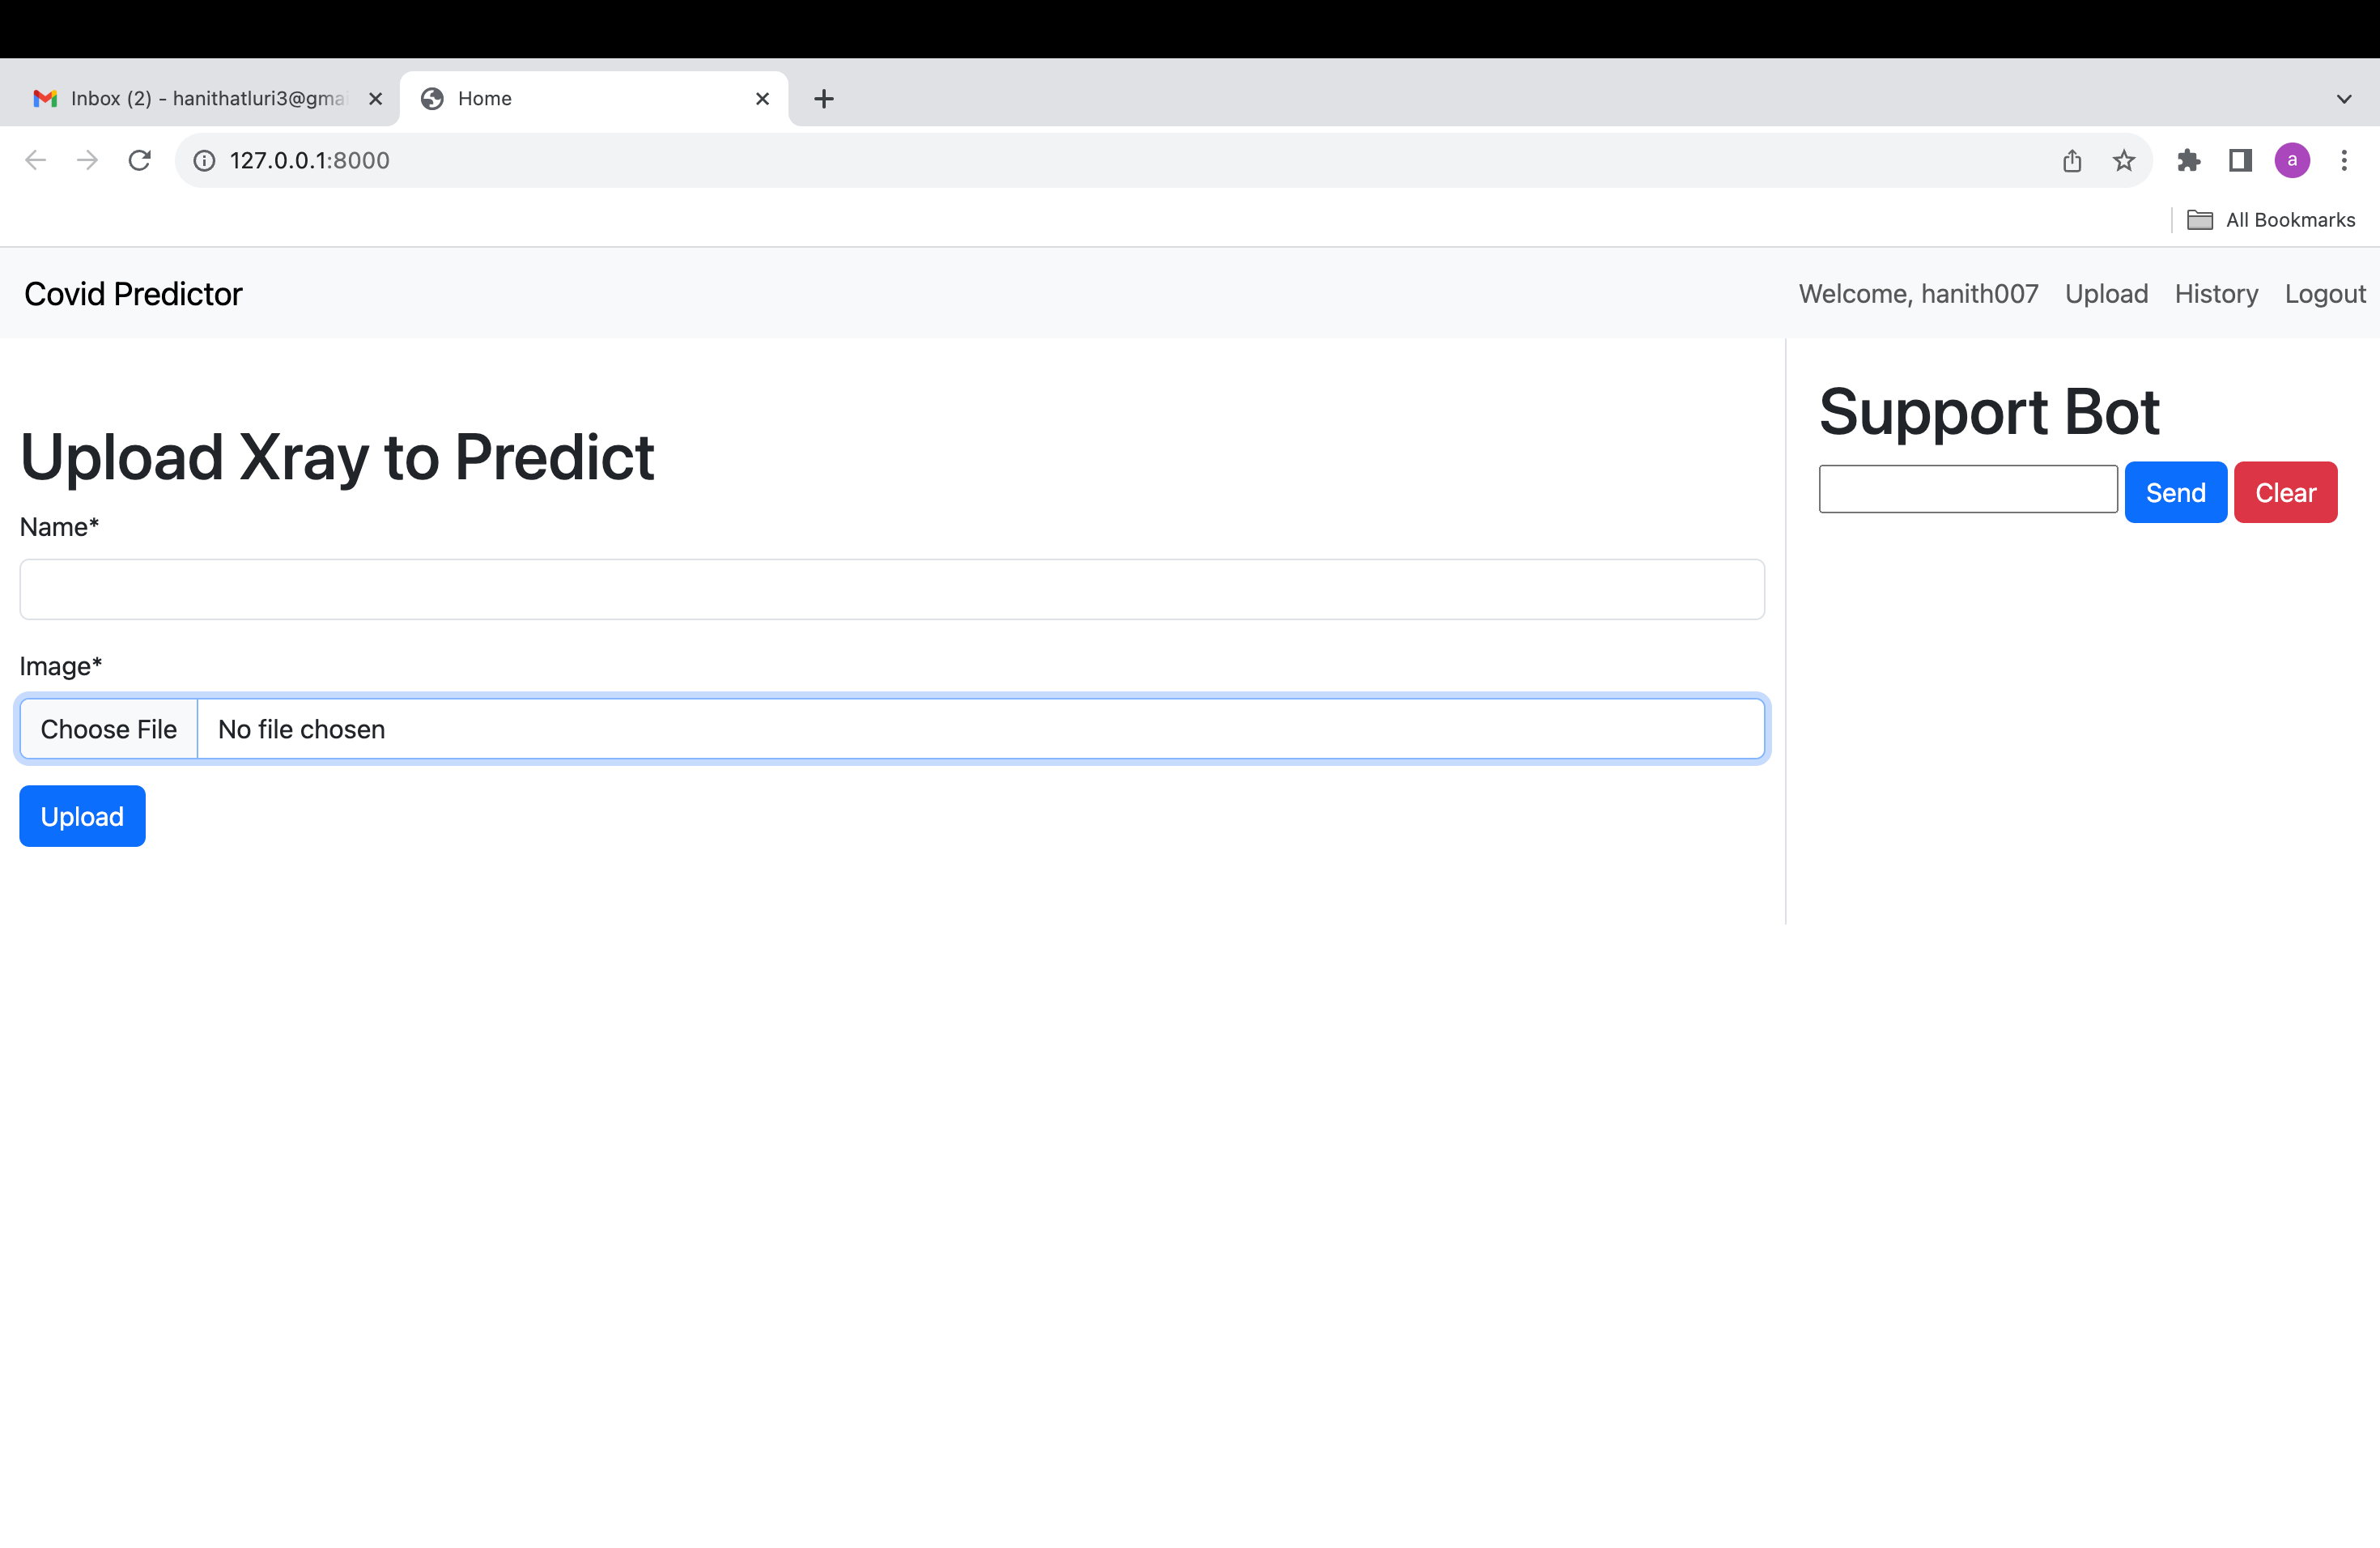 Inbox (2) - hanithatluri3@gmai
Home
127.0.0.1:8000
a
All Bookmarks
Covid Predictor
Welcome, hanith007 Upload History Logout
Upload Xray to Predict
Name*
Image*
Choose File No file chosen
Upload
Support Bot
Send Clear